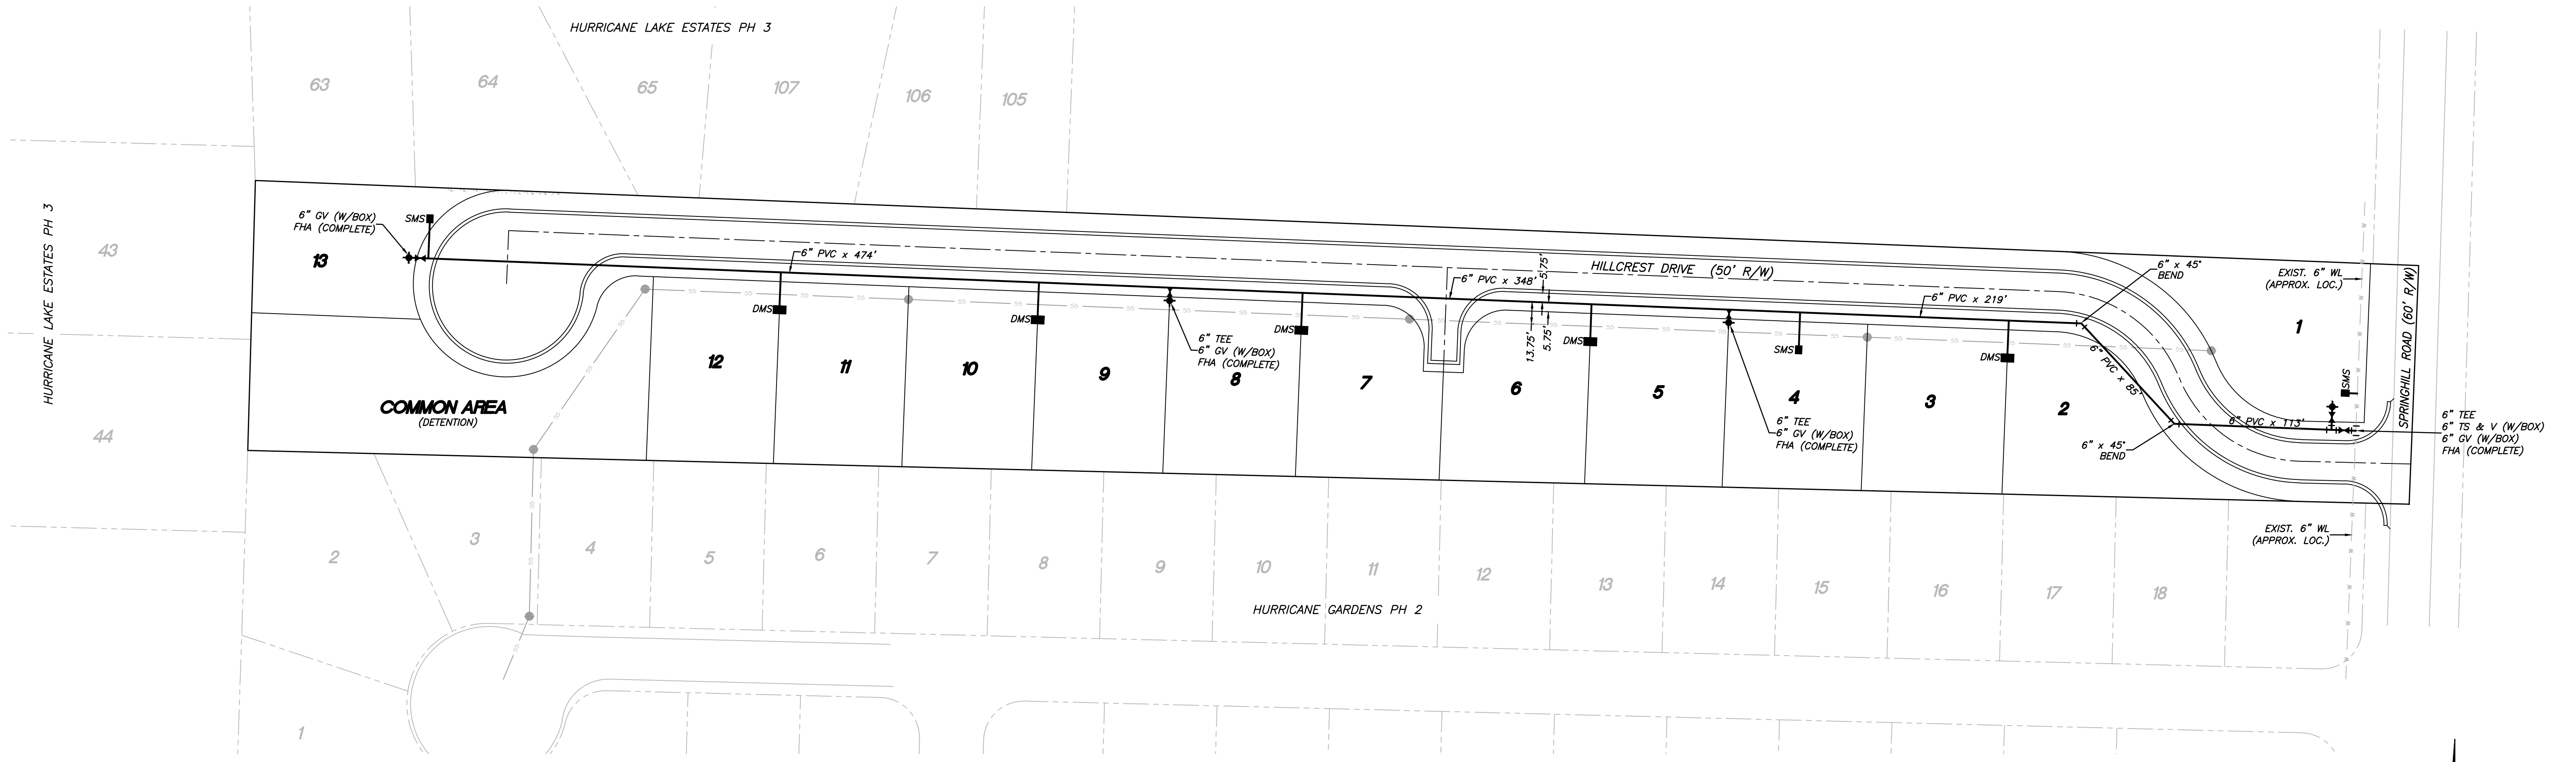 HURRICANE LAKE ESTATES PH 3
63
64
65
107
106
105
43
44
HURRICANE LAKE ESTATES PH 3
6" GV (W/BOX)
FHA (COMPLETE)
SMS
13
6" PVC x 474'
DMS
DMS
6" TEE
6" GV (W/BOX)
FHA (COMPLETE)
DMS
6" PVC x 348'
5.75'
13.75'
5.75'
HILLCREST DRIVE (50' R/W)
DMS
6" TEE
6" GV (W/BOX)
FHA (COMPLETE)
SMS
6" PVC x 219'
DMS
6" x 45°
BEND
6" PVC x 85'
6" x 45°
BEND
6" PVC x 113'
EXIST. 6" WL
(APPROX. LOC.)
1
SMS
SPRINGHILL ROAD (60' R/W)
6" TEE
6" TS & V (W/BOX)
6" GV (W/BOX)
FHA (COMPLETE)
COMMON AREA
(DETENTION)
12
11
10
9
8
7
6
5
4
3
2
EXIST. 6" WL
(APPROX. LOC.)
2
3
4
5
6
7
8
9
10
11
12
13
14
15
16
17
18
HURRICANE GARDENS PH 2
1